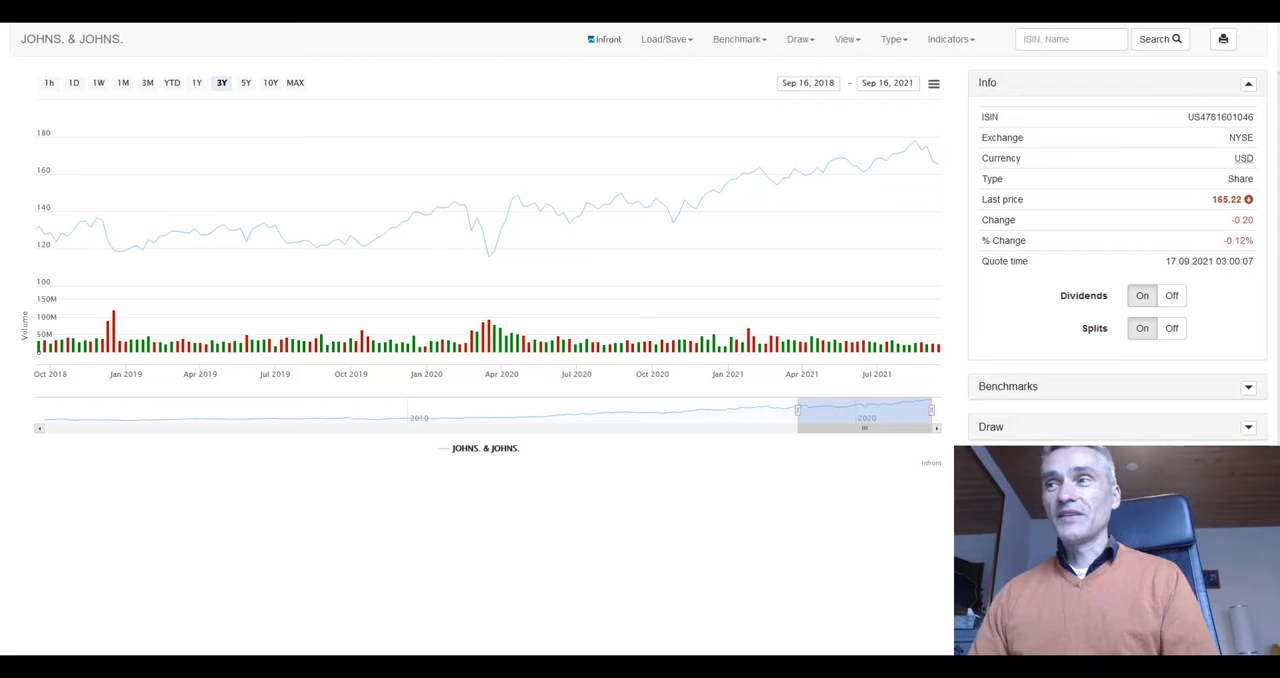 JOHNS. & JOHNS.
Infront
Load/Save
Benchmark
Draw
View
Type
Indicators
ISIN, Name
Search
1h 1D 1W 1M 3M YTD 1Y 3Y 5Y 10Y MAX
Sep 16, 2018 - Sep 16, 2021
180
160
140
120
100
150M
100M
50M
0
Volume
Oct 2018 Jan 2019 Apr 2019 Jul 2019 Oct 2019 Jan 2020 Apr 2020 Jul 2020 Oct 2020 Jan 2021 Apr 2021 Jul 2021
2010 2020
JOHNS. & JOHNS.
Infront
Info
ISIN US4781601046
Exchange NYSE
Currency USD
Type Share
Last price 165.22
Change -0.20
% Change -0.12%
Quote time 17.09.2021 03:00:07
Dividends On Off
Splits On Off
Benchmarks
Draw